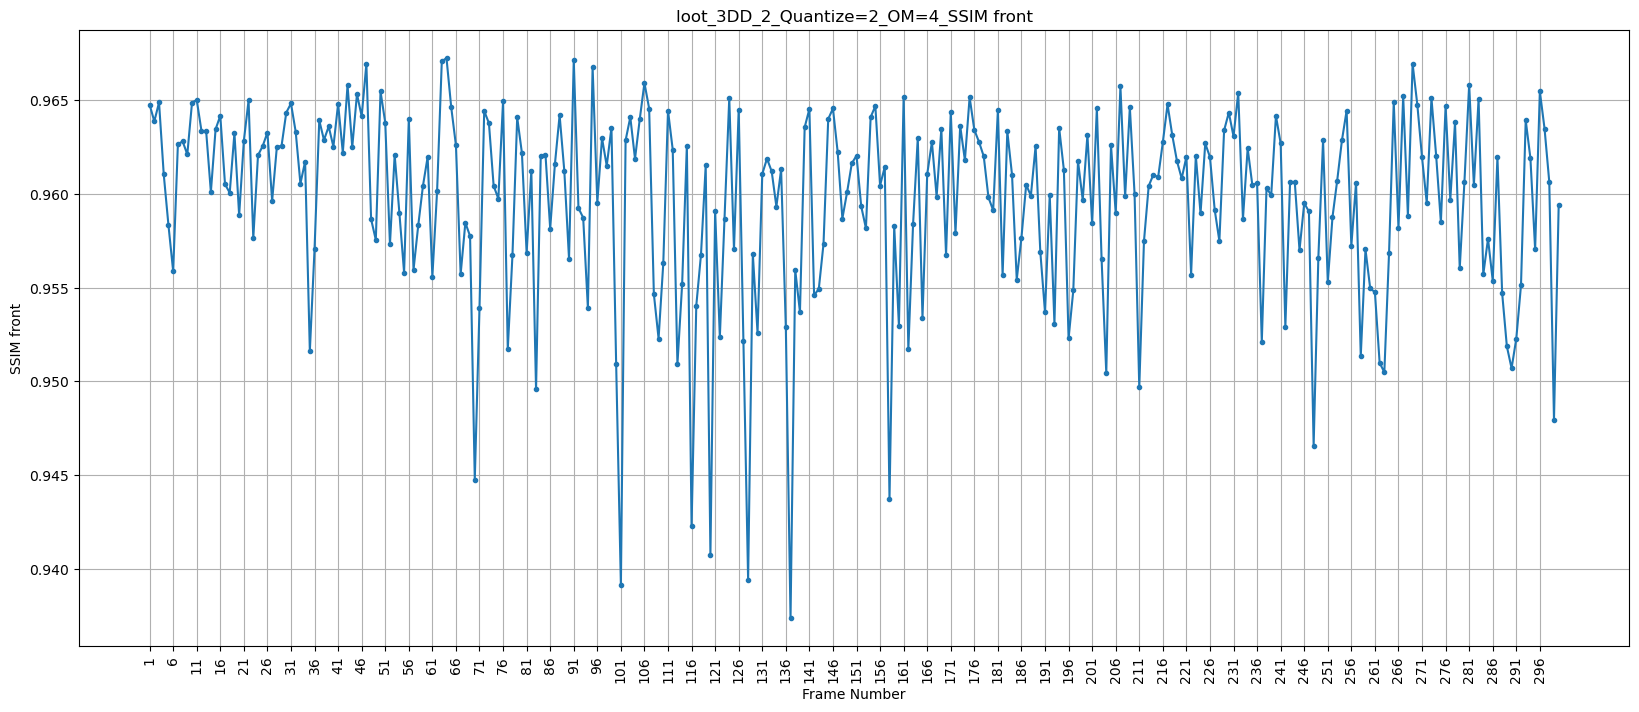 loot_3DD_2_Quantize=2_OM=4_SSIM front
SSIM front
0.965
0.960
0.955
0.950
0.945
0.940
1 6 11 16 21 26 31 36 41 46 51 56 61 66 71 76 81 86 91 96 101 106 111 116 121 126 131 136 141 146 151 156 161 166 171 176 181 186 191 196 201 206 211 216 221 226 231 236 241 246 251 256 261 266 271 276 281 286 291 296
Frame Number